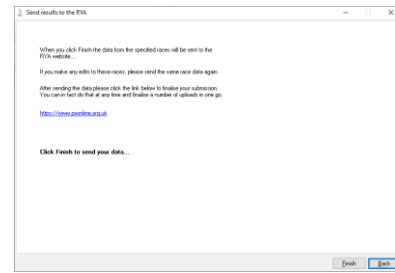 Send results to the RYA
When you click Finish the data from the specified races will be sent to the
RYA website...
If you make any edits to these races, please send the same race data again.
After sending the data please click the link below to finalise your submission.
You can in fact do that at any time and finalise a number of uploads in one go.
https://www.pyonline.org.uk
Click Finish to send your data...
Finish
Back